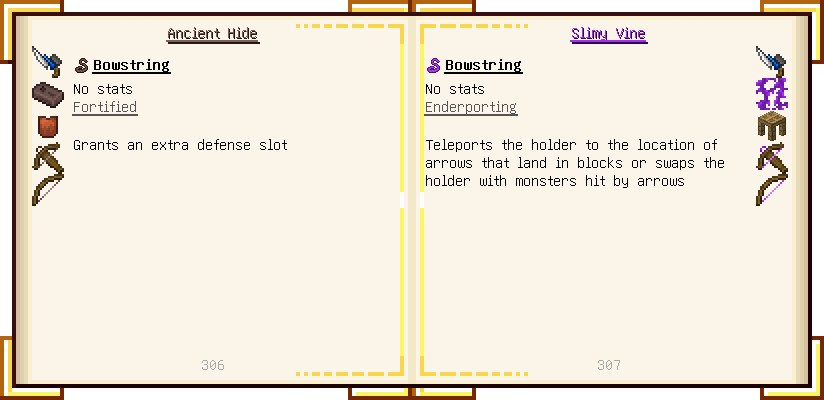 Ancient Hide
Bowstring
No stats
Fortified
Grants an extra defense slot
306
Slimy Vine
Bowstring
No stats
Enderporting
Teleports the holder to the location of
arrows that land in blocks or swaps the
holder with monsters hit by arrows
307